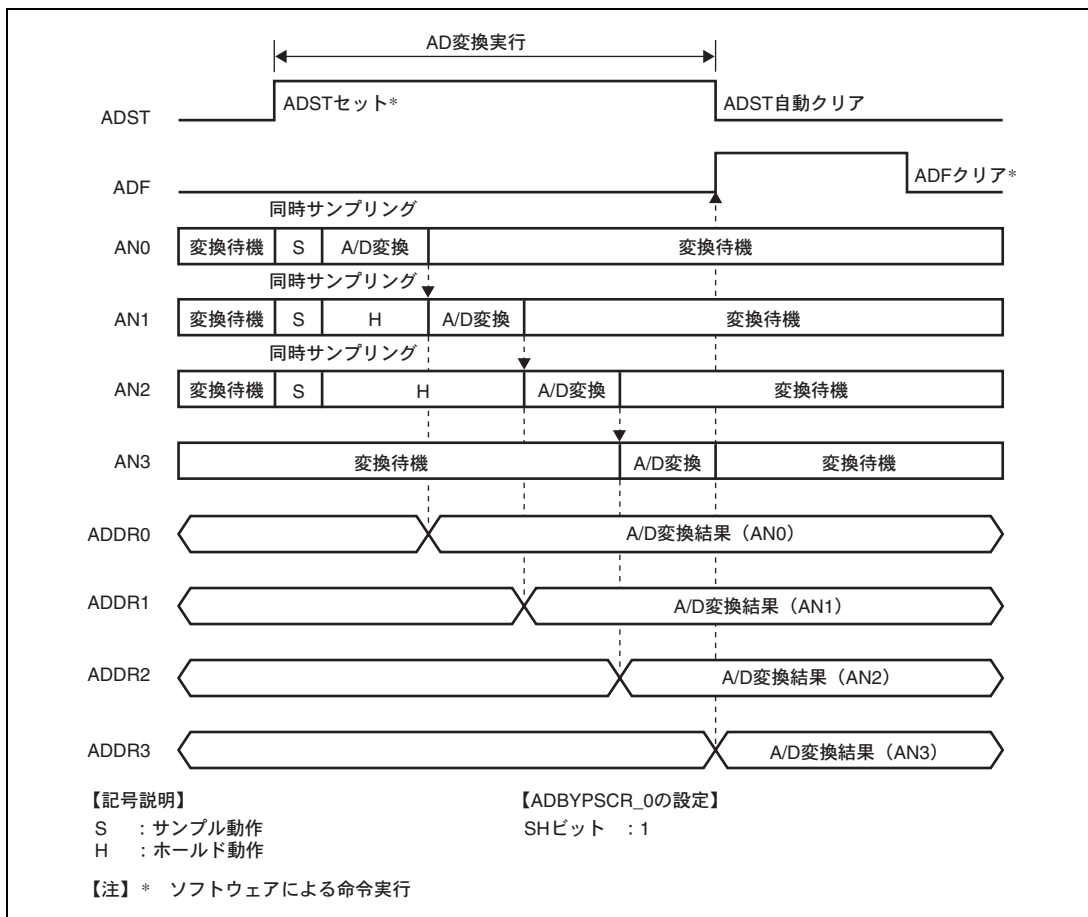 AD変換実行
ADST ADSTセット* ADST自動クリア
ADF ADFクリア*
同時サンプリング
AN0 変換待機 S A/D変換 変換待機
同時サンプリング
AN1 変換待機 S H A/D変換 変換待機
同時サンプリング
AN2 変換待機 S H A/D変換 変換待機
AN3 変換待機 A/D変換 変換待機
ADDR0 A/D変換結果（AN0）
ADDR1 A/D変換結果（AN1）
ADDR2 A/D変換結果（AN2）
ADDR3 A/D変換結果（AN3）
【記号説明】 【ADBYPSCR_0の設定】
S ：サンプル動作 SHビット ：1
H ：ホールド動作
【注】* ソフトウェアによる命令実行